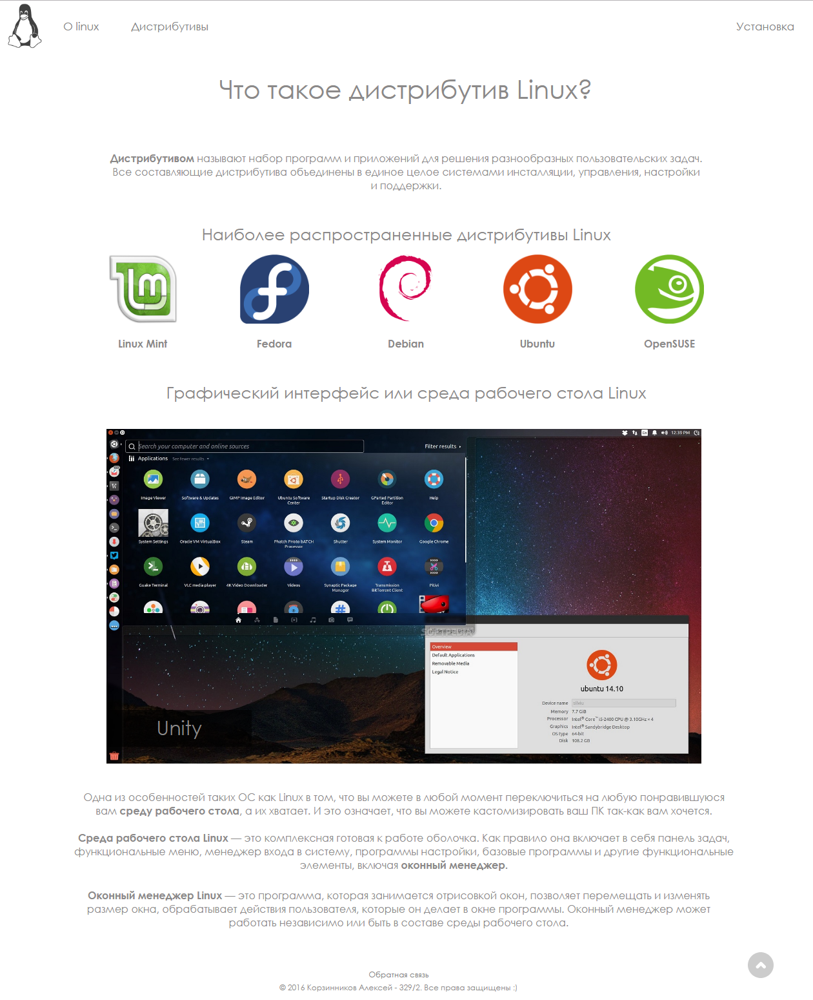 О linux
Дистрибутивы
Установка
Что такое дистрибутив Linux?
Дистрибутивом называют набор программ и приложений для решения разнообразных пользовательских задач.
Все составляющие дистрибутива объединены в единое целое системами инсталляции, управления, настройки
и поддержки.
Наиболее распространенные дистрибутивы Linux
Linux Mint
Fedora
Debian
Ubuntu
OpenSUSE
Графический интерфейс или среда рабочего стола Linux
En
12:39 PM
Search your computer and online sources
Filter results
Applications
See fewer results
Image Viewer
Software & Updates
GIMP Image Editor
Ubuntu Software
Center
Startup Disk Creator
GParted Partition
Editor
Help
System Settings
Oracle VM VirtualBox
Steam
Phatch PHoto bATCH
Processor
Shutter
System Monitor
Google Chrome
Guake Terminal
VLC media player
4K Video Downloader
Videos
Synaptic Package
Manager
Transmission
BitTorrent Client
Pitivi
SOFTPEDIA
Settings
Details
Overview
Default Applications
Removable Media
Legal Notice
ubuntu 14.10
Device name silviu
Memory 7.7 GiB
Processor Intel® Core™ i5-2400 CPU @ 3.10GHz × 4
Graphics Intel® Sandybridge Desktop
OS type 64-bit
Disk 108.2 GB
Unity
Одна из особенностей таких ОС как Linux в том, что вы можете в любой момент переключиться на любую понравившуюся
вам среду рабочего стола, а их хватает. И это означает, что вы можете кастомизировать ваш ПК так-как вам хочется.
Среда рабочего стола Linux — это комплексная готовая к работе оболочка. Как правило она включает в себя панель задач,
функциональные меню, менеджер входа в систему, программы настройки, базовые программы и другие функциональные
элементы, включая оконный менеджер.
Оконный менеджер Linux — это программа, которая занимается отрисовкой окон, позволяет перемещать и изменять
размер окна, обрабатывает действия пользователя, которые он делает в окне программы. Оконный менеджер может
работать независимо или быть в составе среды рабочего стола.
Обратная связь
© 2016 Корзинников Алексей - 329/2. Все права защищены :)